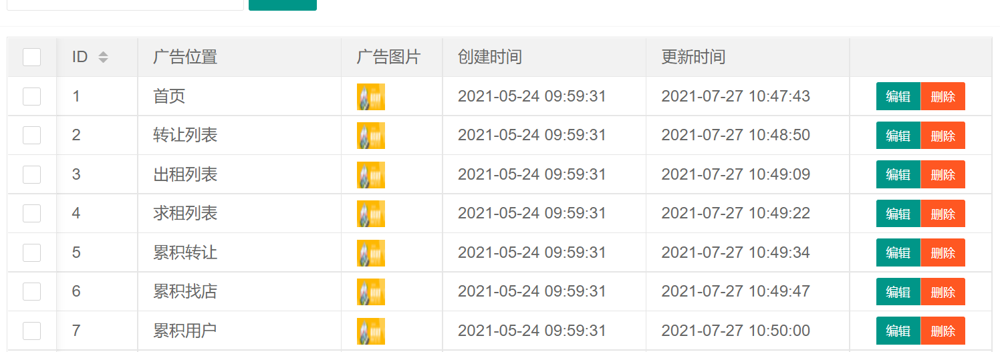 ID 广告位置 广告图片 创建时间 更新时间
1 首页 2021-05-24 09:59:31 2021-07-27 10:47:43 编辑 删除
2 转让列表 2021-05-24 09:59:31 2021-07-27 10:48:50 编辑 删除
3 出租列表 2021-05-24 09:59:31 2021-07-27 10:49:09 编辑 删除
4 求租列表 2021-05-24 09:59:31 2021-07-27 10:49:22 编辑 删除
5 累积转让 2021-05-24 09:59:31 2021-07-27 10:49:34 编辑 删除
6 累积找店 2021-05-24 09:59:31 2021-07-27 10:49:47 编辑 删除
7 累积用户 2021-05-24 09:59:31 2021-07-27 10:50:00 编辑 删除